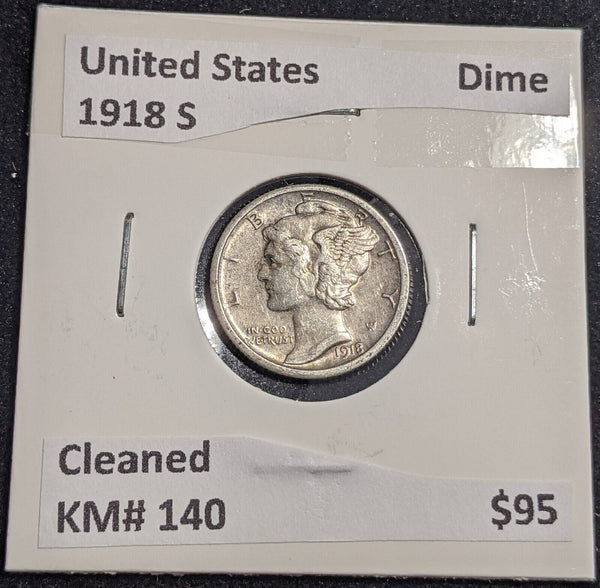 United States Dime
1918 S
LIBERTY
IN GOD
WE TRUST
1918
Cleaned
KM# 140 $95